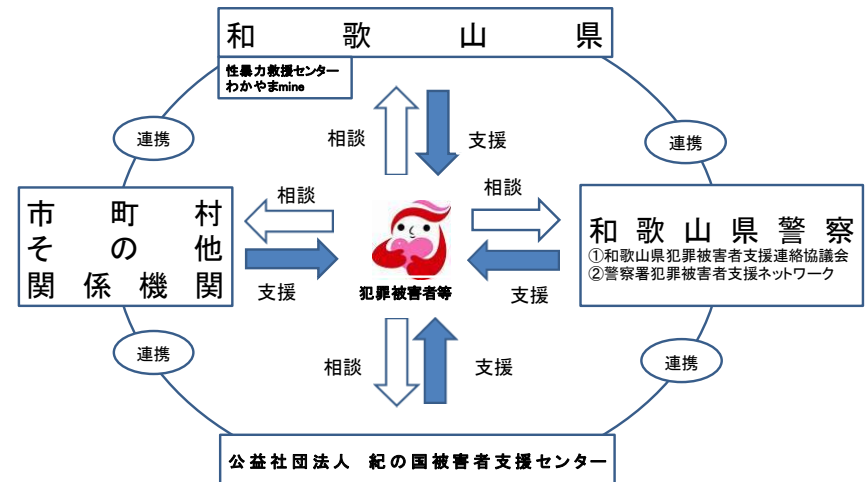 和歌山県
性暴力救援センター
わかやまmine
連携
連携
相談
支援
相談
相談
市町村
その他
関係機関
和歌山県警察
①和歌山県犯罪被害者支援連絡協議会
②警察署犯罪被害者支援ネットワーク
支援
犯罪被害者等
支援
連携
相談
支援
連携
公益社団法人 紀の国被害者支援センター